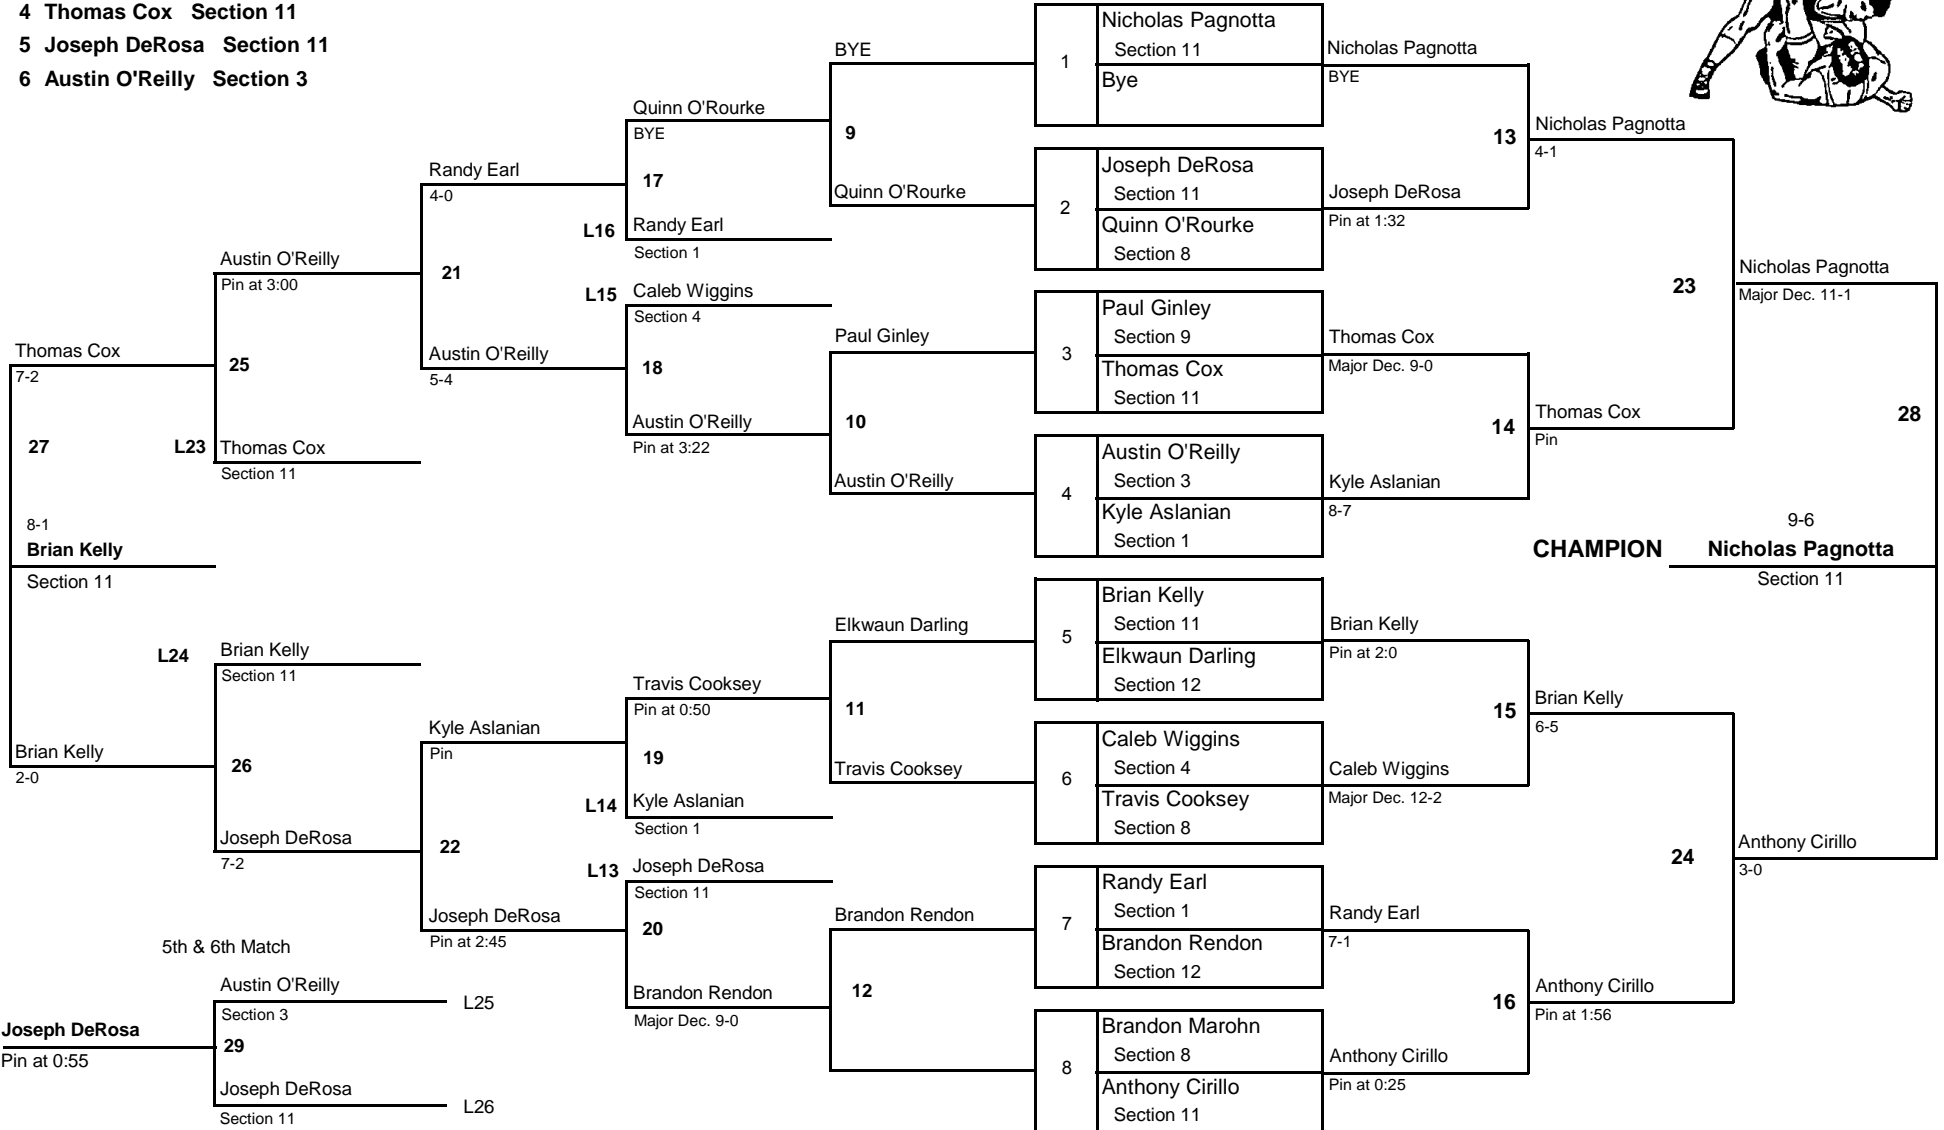 4 Thomas Cox Section 11
5 Joseph DeRosa Section 11
6 Austin O'Reilly Section 3
1
Nicholas Pagnotta
Section 11
Bye
2
Joseph DeRosa
Section 11
Quinn O'Rourke
Section 8
3
Paul Ginley
Section 9
Thomas Cox
Section 11
4
Austin O'Reilly
Section 3
Kyle Aslanian
Section 1
5
Brian Kelly
Section 11
Elkwaun Darling
Section 12
6
Caleb Wiggins
Section 4
Travis Cooksey
Section 8
7
Randy Earl
Section 1
Brandon Rendon
Section 12
8
Brandon Marohn
Section 8
Anthony Cirillo
Section 11
Nicholas Pagnotta
BYE
13
Joseph DeRosa
Pin at 1:32
Thomas Cox
Major Dec. 9-0
14
Kyle Aslanian
8-7
Brian Kelly
Pin at 2:0
15
Caleb Wiggins
Major Dec. 12-2
Randy Earl
7-1
16
Anthony Cirillo
Pin at 0:25
Nicholas Pagnotta
4-1
23
Thomas Cox
Pin
Brian Kelly
6-5
24
Anthony Cirillo
Pin at 1:56
Nicholas Pagnotta
Major Dec. 11-1
28
9-6
CHAMPION Nicholas Pagnotta
Section 11
Anthony Cirillo
3-0
BYE
9
Quinn O'Rourke
Paul Ginley
10
Austin O'Reilly
Elkwaun Darling
11
Travis Cooksey
Brandon Rendon
12
Quinn O'Rourke
BYE
17
L16 Randy Earl
Section 1
L15 Caleb Wiggins
Section 4
18
Austin O'Reilly
Pin at 3:22
Travis Cooksey
Pin at 0:50
19
L14 Kyle Aslanian
Section 1
L13 Joseph DeRosa
Section 11
20
Brandon Rendon
Major Dec. 9-0
Randy Earl
4-0
21
Austin O'Reilly
5-4
Kyle Aslanian
Pin
22
Joseph DeRosa
Pin at 2:45
Austin O'Reilly
Pin at 3:00
25
L23 Thomas Cox
Section 11
L24 Brian Kelly
Section 11
26
Joseph DeRosa
7-2
Thomas Cox
7-2
27
8-1
Brian Kelly
Section 11
Brian Kelly
2-0
5th & 6th Match
Austin O'Reilly L25
Section 3
Joseph DeRosa
29
Pin at 0:55
Joseph DeRosa L26
Section 11